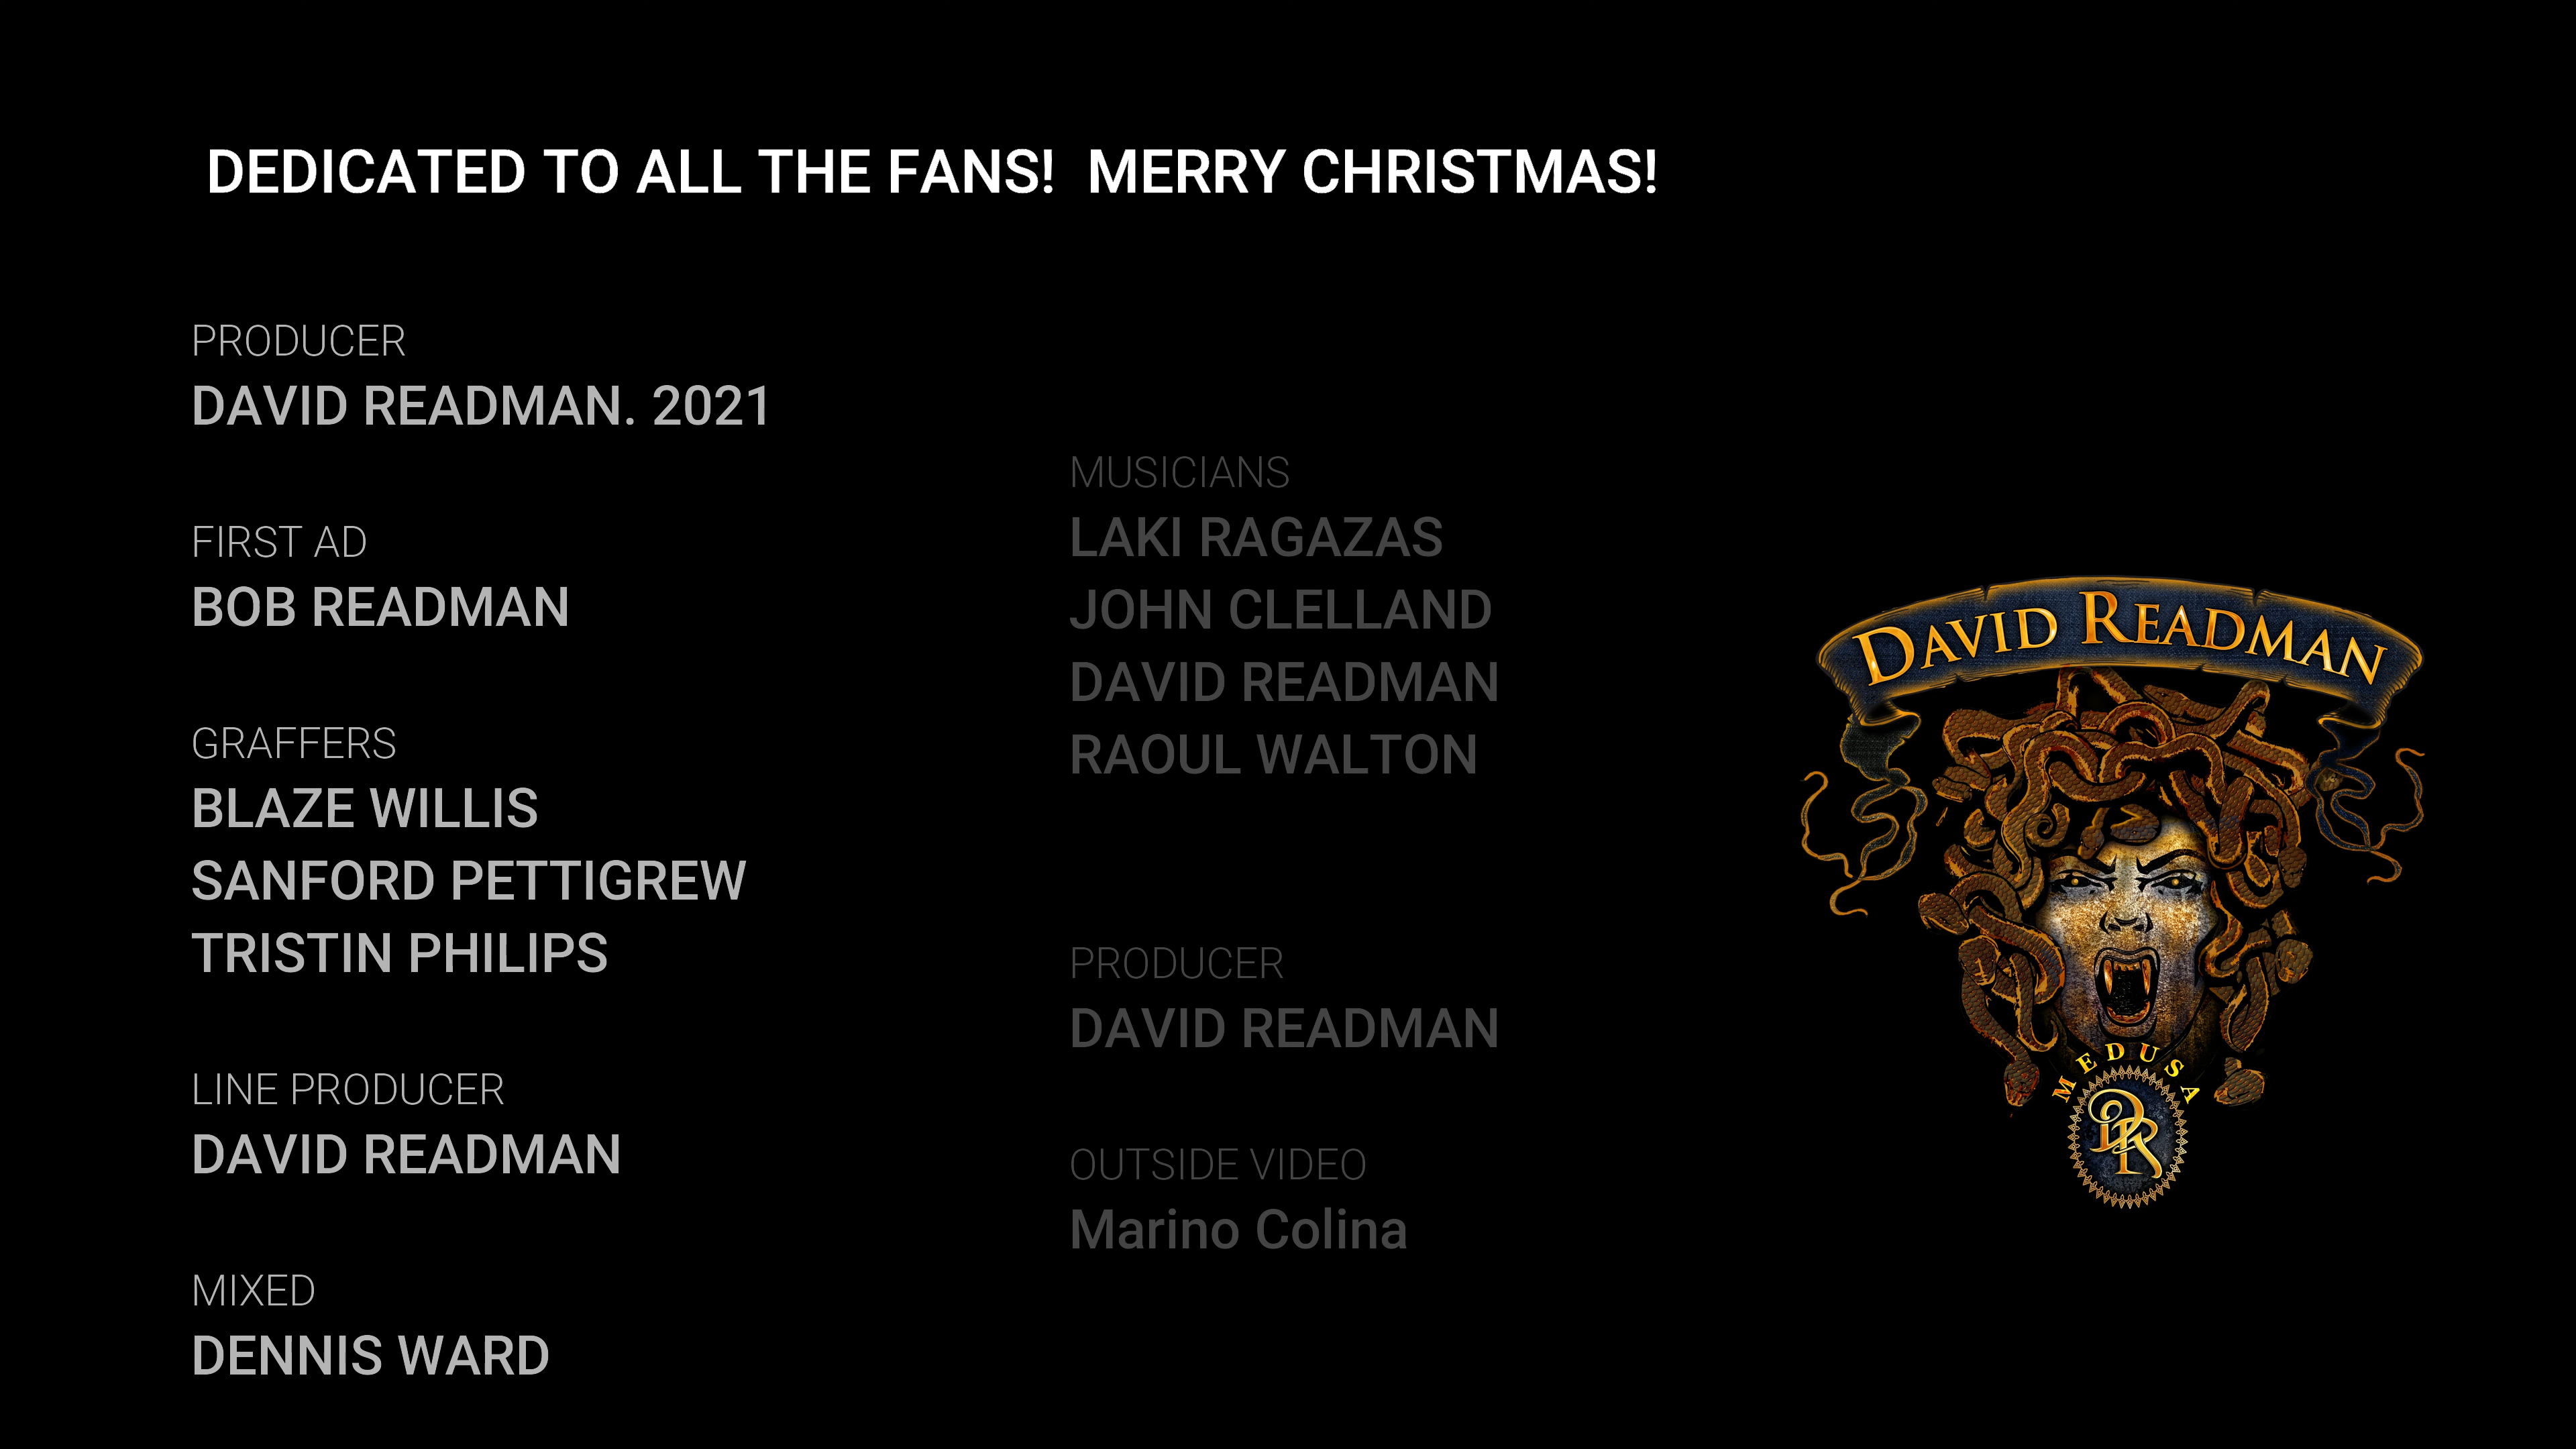 DEDICATED TO ALL THE FANS!  MERRY CHRISTMAS!
PRODUCER
DAVID READMAN. 2021
FIRST AD
BOB READMAN
GRAFFERS
BLAZE WILLIS
SANFORD PETTIGREW
TRISTIN PHILIPS
LINE PRODUCER
DAVID READMAN
MIXED
DENNIS WARD
MUSICIANS
LAKI RAGAZAS
JOHN CLELLAND
DAVID READMAN
RAOUL WALTON
PRODUCER
DAVID READMAN
OUTSIDE VIDEO
Marino Colina
DAVID READMAN
MEDUSA
DR